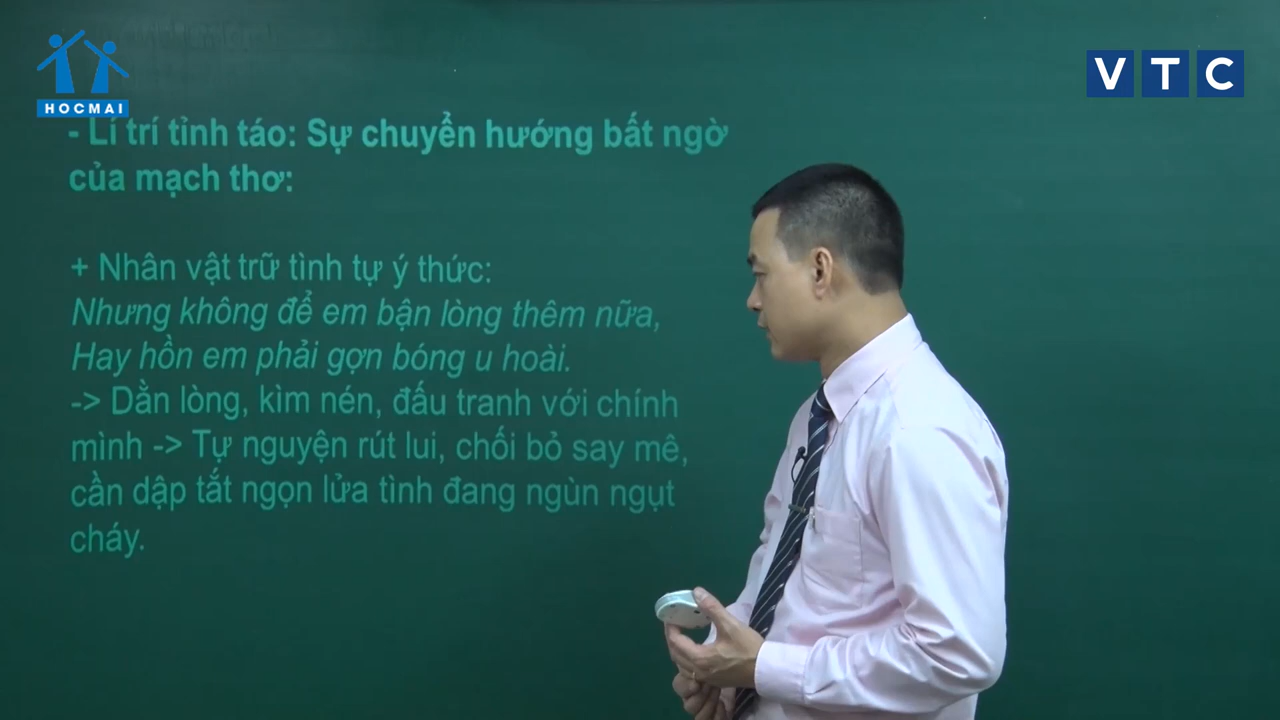 HOCMAI
VTC
- Lí trí tỉnh táo: Sự chuyển hướng bất ngờ
của mạch thơ:
+ Nhân vật trữ tình tự ý thức:
Nhưng không để em bận lòng thêm nữa,
Hay hồn em phải gợn bóng u hoài.
-> Dằn lòng, kìm nén, đấu tranh với chính
mình -> Tự nguyện rút lui, chối bỏ say mê,
cần dập tắt ngọn lửa tình đang ngùn ngụt
cháy.